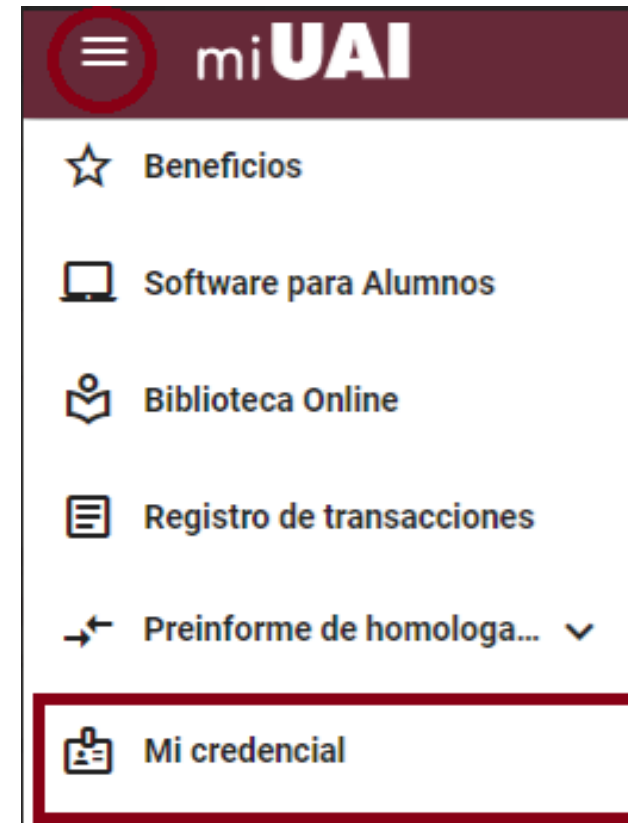 miUAI
Beneficios
Software para Alumnos
Biblioteca Online
Registro de transacciones
Preinforme de homologa...
Mi credencial